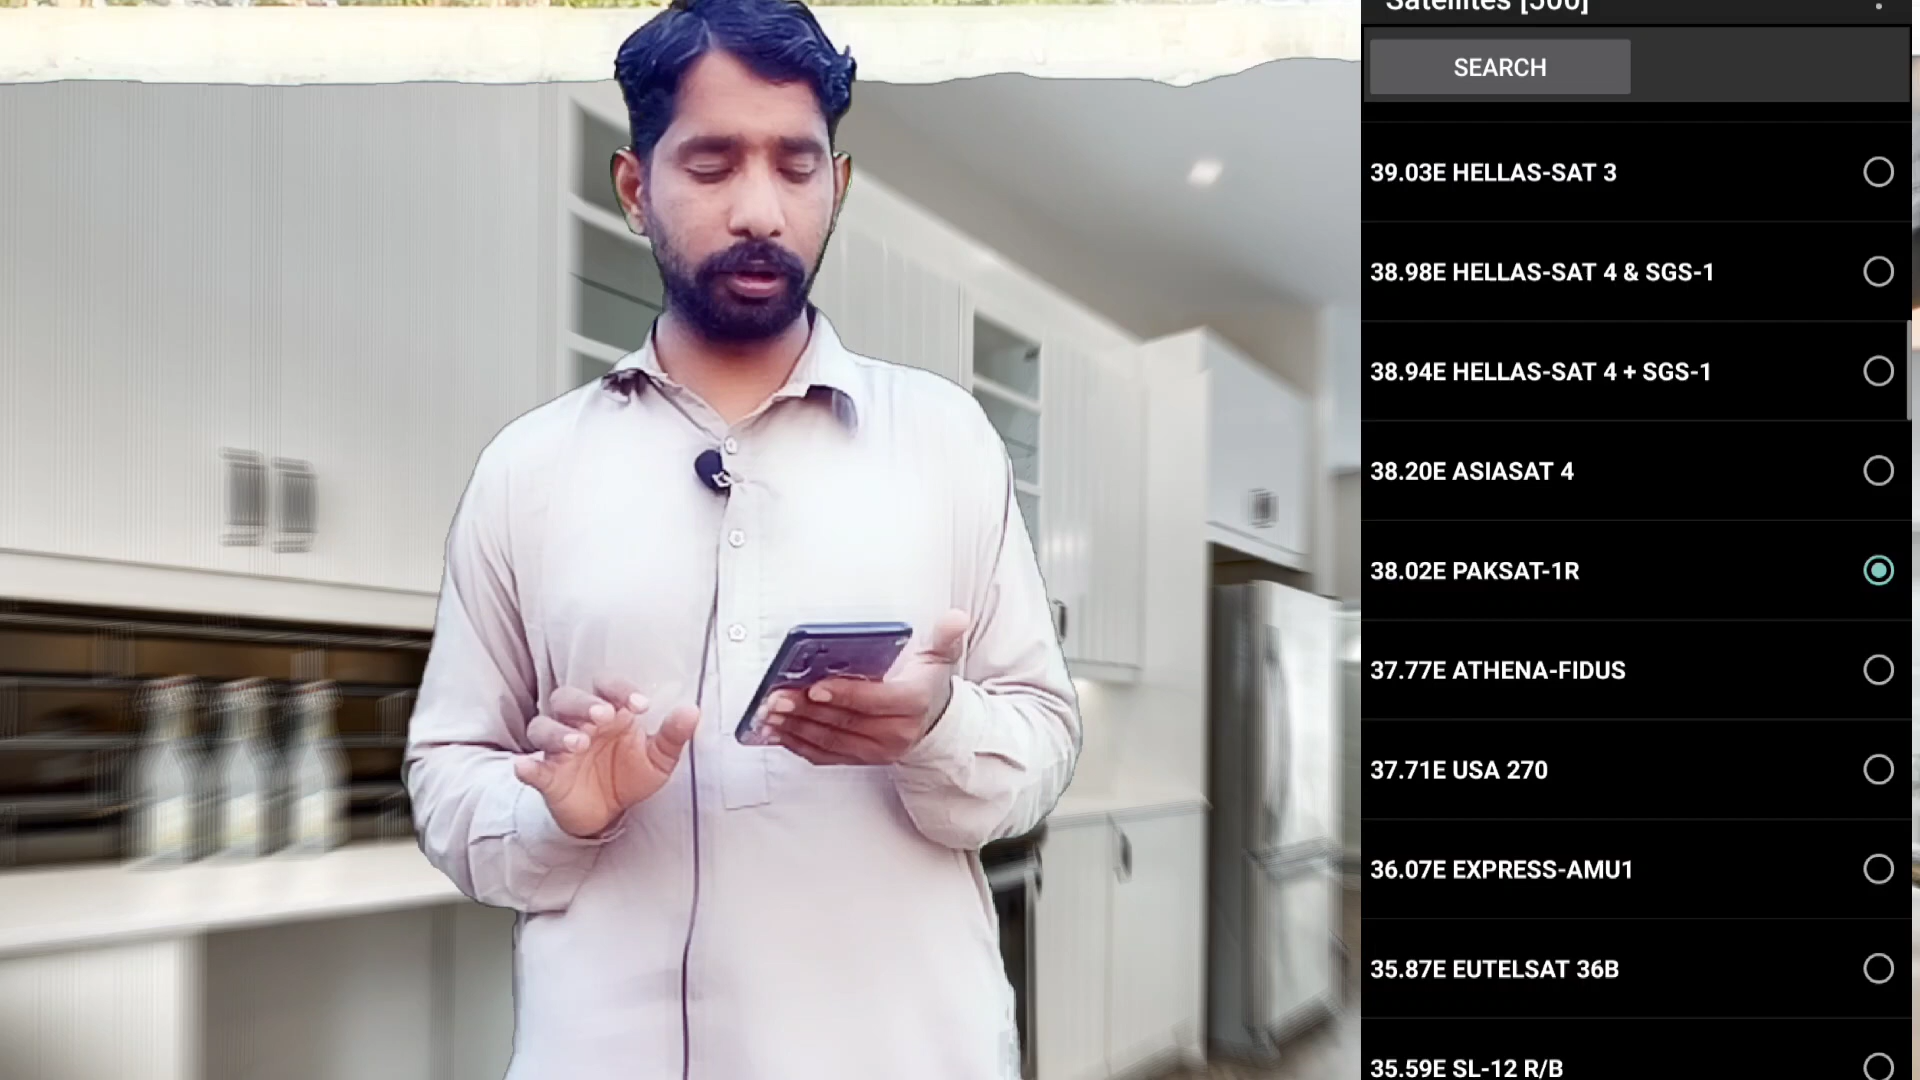 Satellites [500]
SEARCH
39.03E HELLAS-SAT 3
38.98E HELLAS-SAT 4 & SGS-1
38.94E HELLAS-SAT 4 + SGS-1
38.20E ASIASAT 4
38.02E PAKSAT-1R
37.77E ATHENA-FIDUS
37.71E USA 270
36.07E EXPRESS-AMU1
35.87E EUTELSAT 36B
35.59E SL-12 R/B